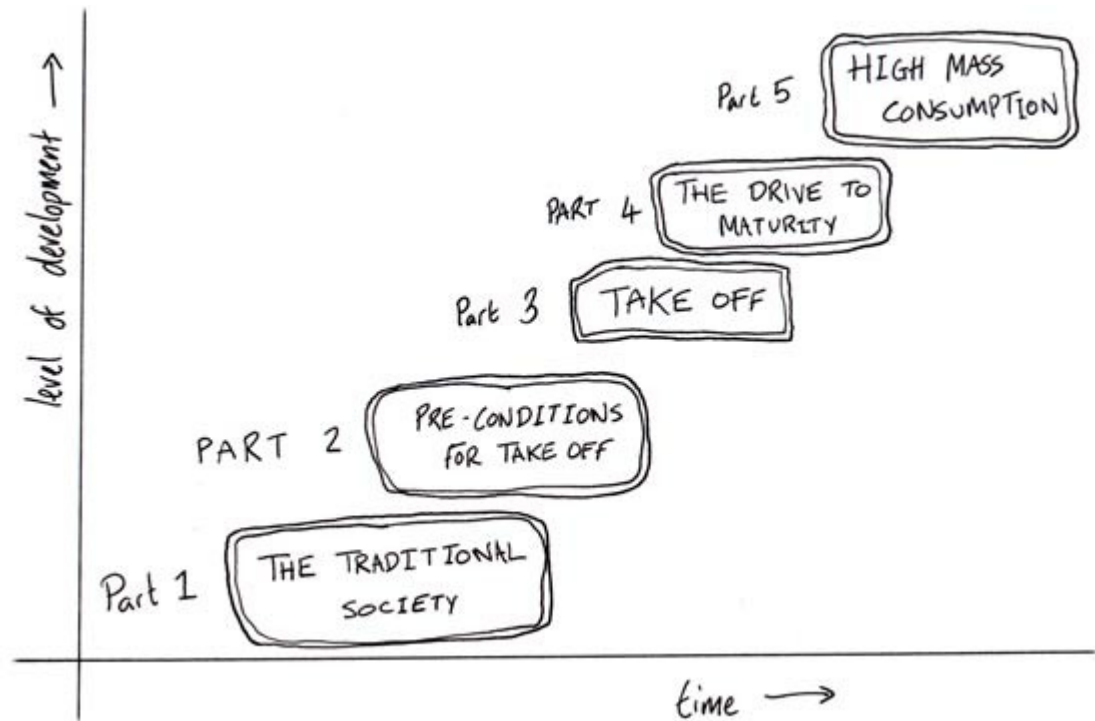 level of development →
Part 5
HIGH MASS
CONSUMPTION
PART 4
THE DRIVE TO
MATURITY
Part 3
TAKE OFF
PART 2
PRE-CONDITIONS
FOR TAKE OFF
Part 1
THE TRADITIONAL
SOCIETY
time →